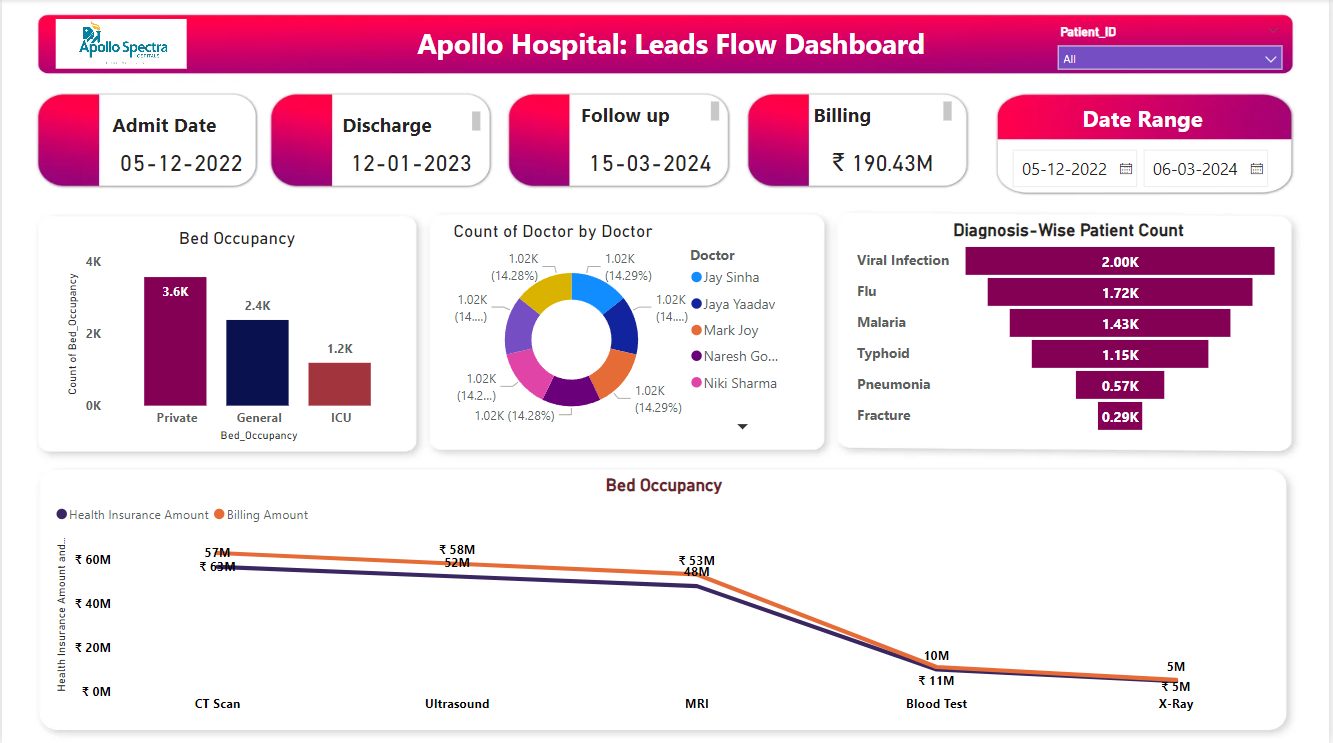 Apollo Spectra
Apollo Hospital: Leads Flow Dashboard
Patient_ID
All
Admit Date
05-12-2022
Discharge
12-01-2023
Follow up
15-03-2024
Billing
₹ 190.43M
Date Range
05-12-2022
06-03-2024
Bed Occupancy
Count of Bed_Occupancy
4K
2K
0K
3.6K
2.4K
1.2K
Private
General
ICU
Bed_Occupancy
Count of Doctor by Doctor
1.02K
(14.29%)
1.02K
(14....)
1.02K
(14.29%)
1.02K (14.28%)
1.02K
(14.2...)
1.02K
(14....)
1.02K
(14.28%)
Doctor
Jay Sinha
Jaya Yaadav
Mark Joy
Naresh Go...
Niki Sharma
Diagnosis-Wise Patient Count
Viral Infection 2.00K
Flu 1.72K
Malaria 1.43K
Typhoid 1.15K
Pneumonia 0.57K
Fracture 0.29K
Bed Occupancy
Health Insurance Amount Billing Amount
Health Insurance Amount and...
₹ 60M
₹ 40M
₹ 20M
₹ 0M
57M
₹ 63M
₹ 58M
52M
₹ 53M
48M
10M
₹ 11M
5M
₹ 5M
CT Scan
Ultrasound
MRI
Blood Test
X-Ray